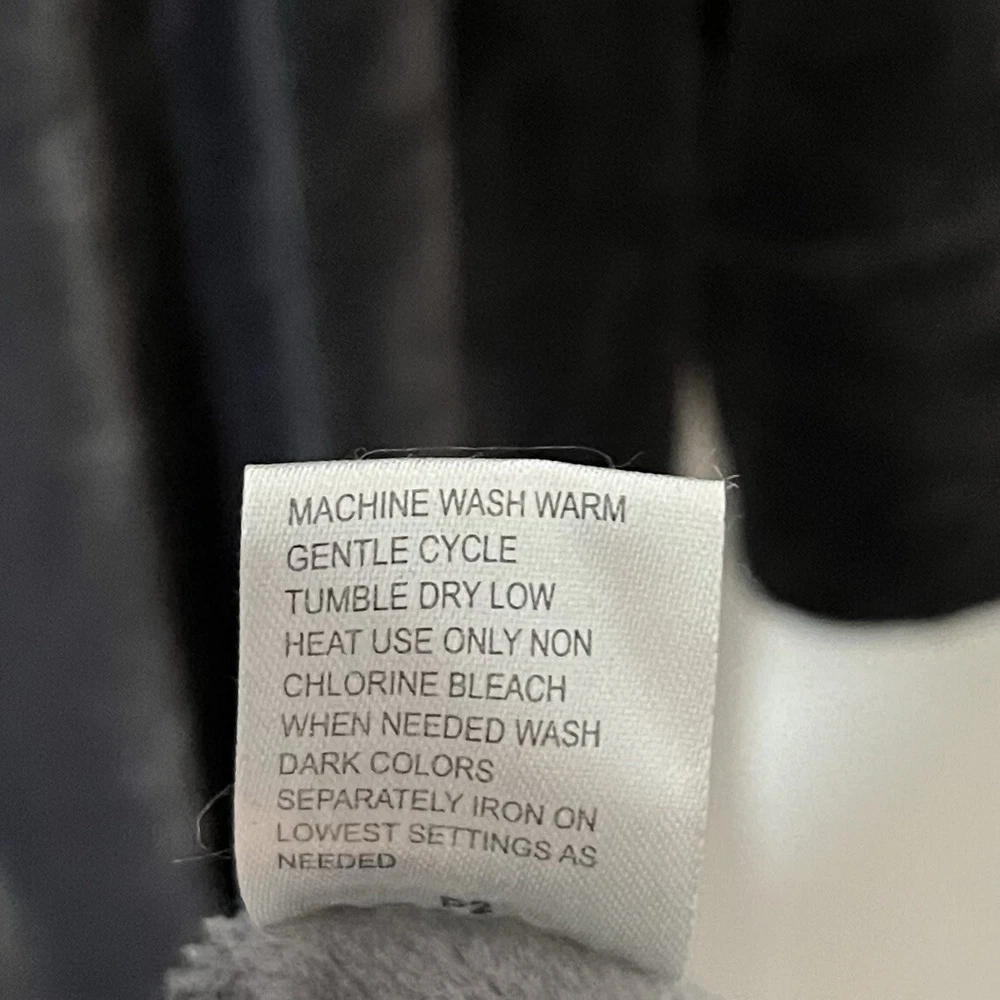 MACHINE WASH WARM
GENTLE CYCLE
TUMBLE DRY LOW
HEAT USE ONLY NON
CHLORINE BLEACH
WHEN NEEDED WASH
DARK COLORS
SEPARATELY IRON ON
LOWEST SETTINGS AS
NEEDED